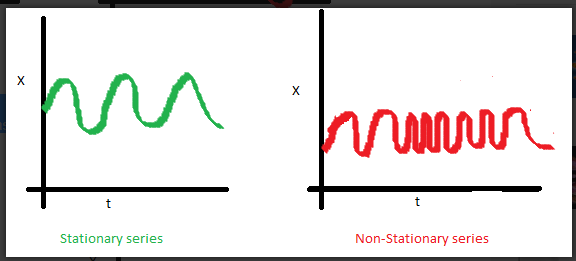 X
t
Stationary series
X
t
Non-Stationary series